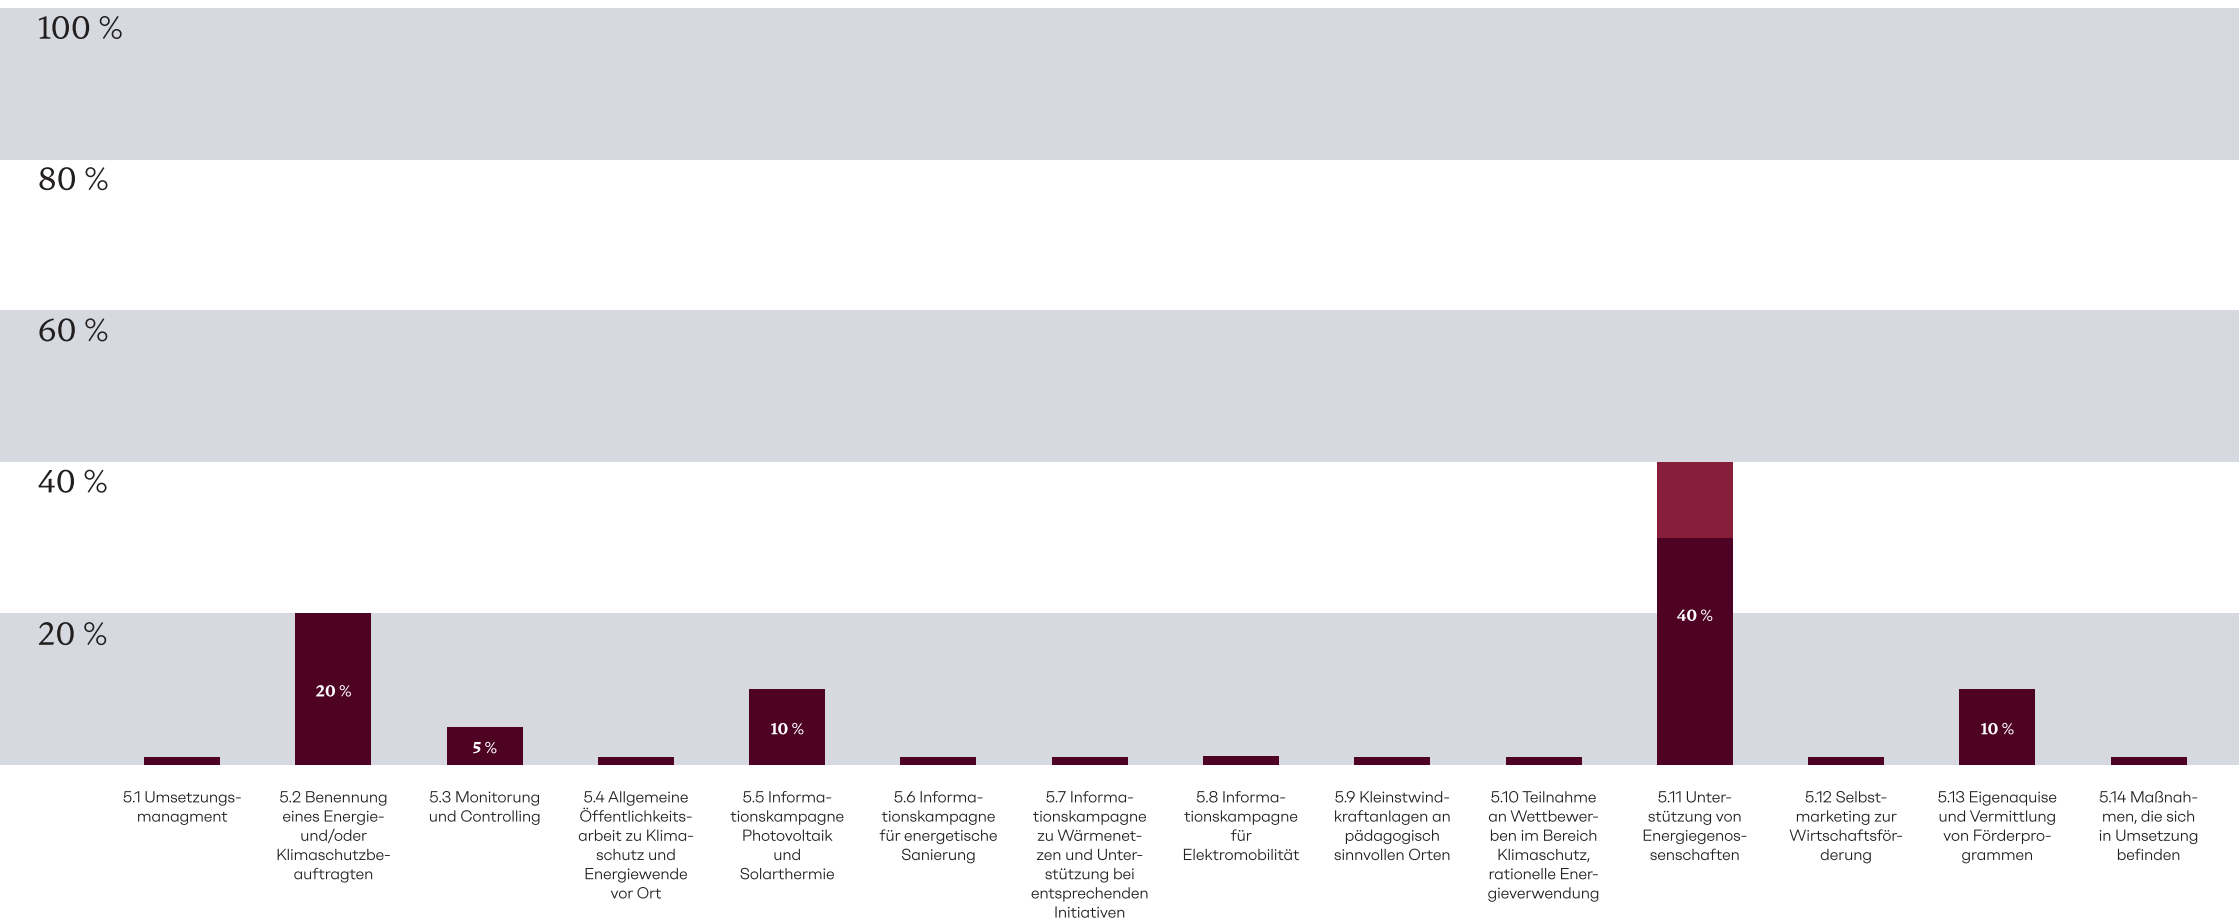 100 %
80 %
60 %
40 %
20 %
20 %
5 %
10 %
40 %
10 %
5.1 Umsetzungs-
managment
5.2 Benennung
eines Energie-
und/oder
Klimaschutzbe-
auftragten
5.3 Monitorung
und Controlling
5.4 Allgemeine
Öffentlichkeits-
arbeit zu Klima-
schutz und
Energiewende
vor Ort
5.5 Informa-
tionskampagne
Photovoltaik
und
Solarthermie
5.6 Informa-
tionskampagne
für energetische
Sanierung
5.7 Informa-
tionskampagne
zu Wärmenet-
zen und Unter-
stützung bei
entsprechenden
Initiativen
5.8 Informa-
tionskampagne
für
Elektromobilität
5.9 Kleinstwind-
kraftanlagen an
pädagogisch
sinnvollen Orten
5.10 Teilnahme
an Wettbewer-
ben im Bereich
Klimaschutz,
rationelle Ener-
gieverwendung
5.11 Unter-
stützung von
Energiegenos-
senschaften
5.12 Selbst-
marketing zur
Wirtschaftsför-
derung
5.13 Eigenaquise
und Vermittlung
von Förderpro-
grammen
5.14 Maßnah-
men, die sich
in Umsetzung
befinden